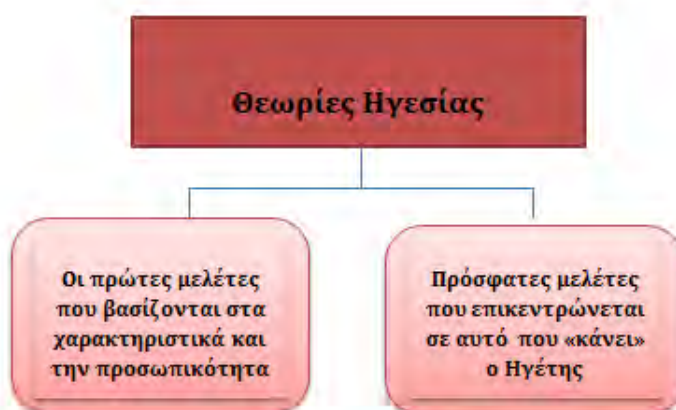 Θεωρίες Ηγεσίας
Οι πρώτες μελέτες
που βασίζονται στα
χαρακτηριστικά και
την προσωπικότητα
Πρόσφατες μελέτες
που επικεντρώνεται
σε αυτό που «κάνει»
ο Ηγέτης